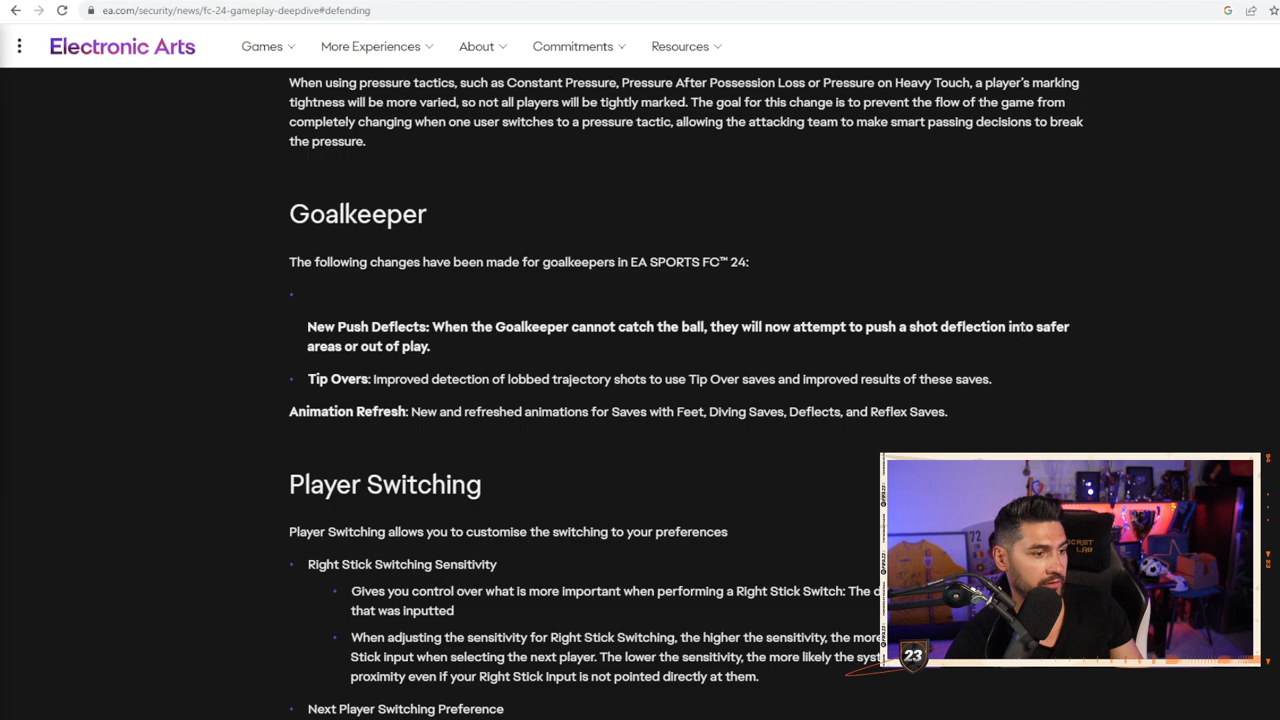 ea.com/security/news/fc-24-gameplay-deepdive#defending
Electronic Arts Games More Experiences About Commitments Resources
When using pressure tactics, such as Constant Pressure, Pressure After Possession Loss or Pressure on Heavy Touch, a player's marking
tightness will be more varied, so not all players will be tightly marked. The goal for this change is to prevent the flow of the game from
completely changing when one user switches to a pressure tactic, allowing the attacking team to make smart passing decisions to break
the pressure.
Goalkeeper
The following changes have been made for goalkeepers in EA SPORTS FC™ 24:
New Push Deflects: When the Goalkeeper cannot catch the ball, they will now attempt to push a shot deflection into safer
areas or out of play.
Tip Overs: Improved detection of lobbed trajectory shots to use Tip Over saves and improved results of these saves.
Animation Refresh: New and refreshed animations for Saves with Feet, Diving Saves, Deflects, and Reflex Saves.
Player Switching
Player Switching allows you to customise the switching to your preferences
Right Stick Switching Sensitivity
Gives you control over what is more important when performing a Right Stick Switch: The d
that was inputted
When adjusting the sensitivity for Right Stick Switching, the higher the sensitivity, the more
Stick input when selecting the next player. The lower the sensitivity, the more likely the syst
proximity even if your Right Stick Input is not pointed directly at them.
Next Player Switching Preference
72
23